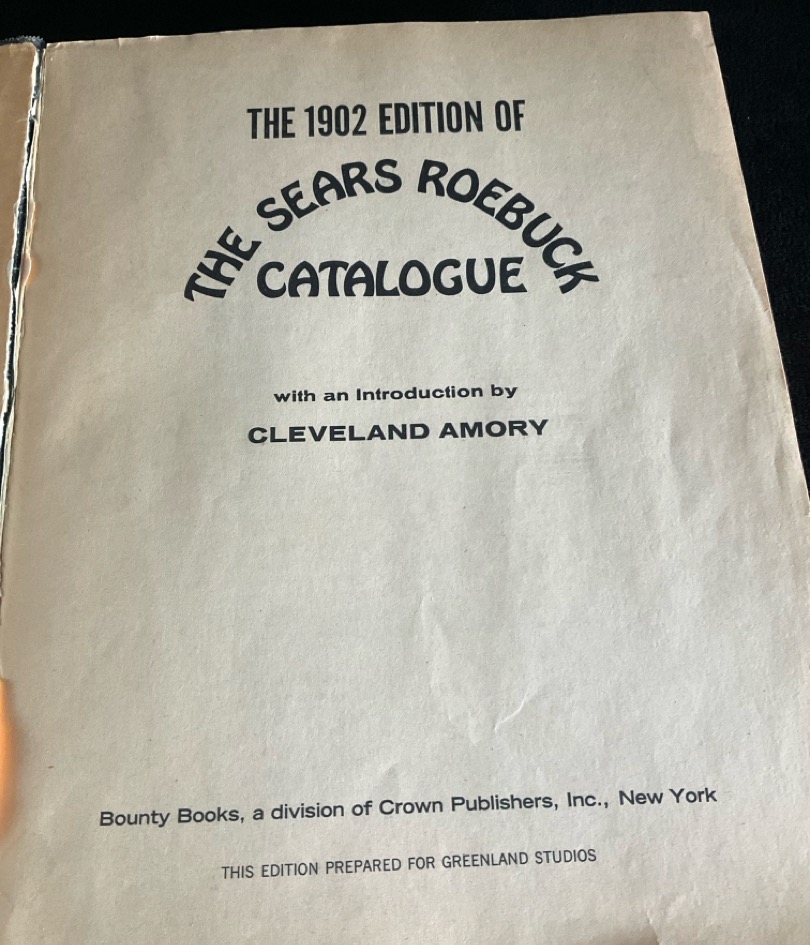 THE 1902 EDITION OF
THE SEARS ROEBUCK
CATALOGUE
with an Introduction by
CLEVELAND AMORY
Bounty Books, a division of Crown Publishers, Inc., New York
THIS EDITION PREPARED FOR GREENLAND STUDIOS